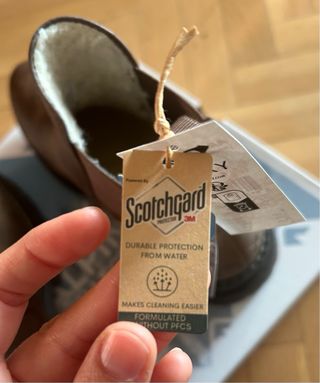 Powered by
Scotchgard
PROTECTOR 3M
DURABLE PROTECTION
FROM WATER
MAKES CLEANING EASIER
FORMULATED
WITHOUT PFCS